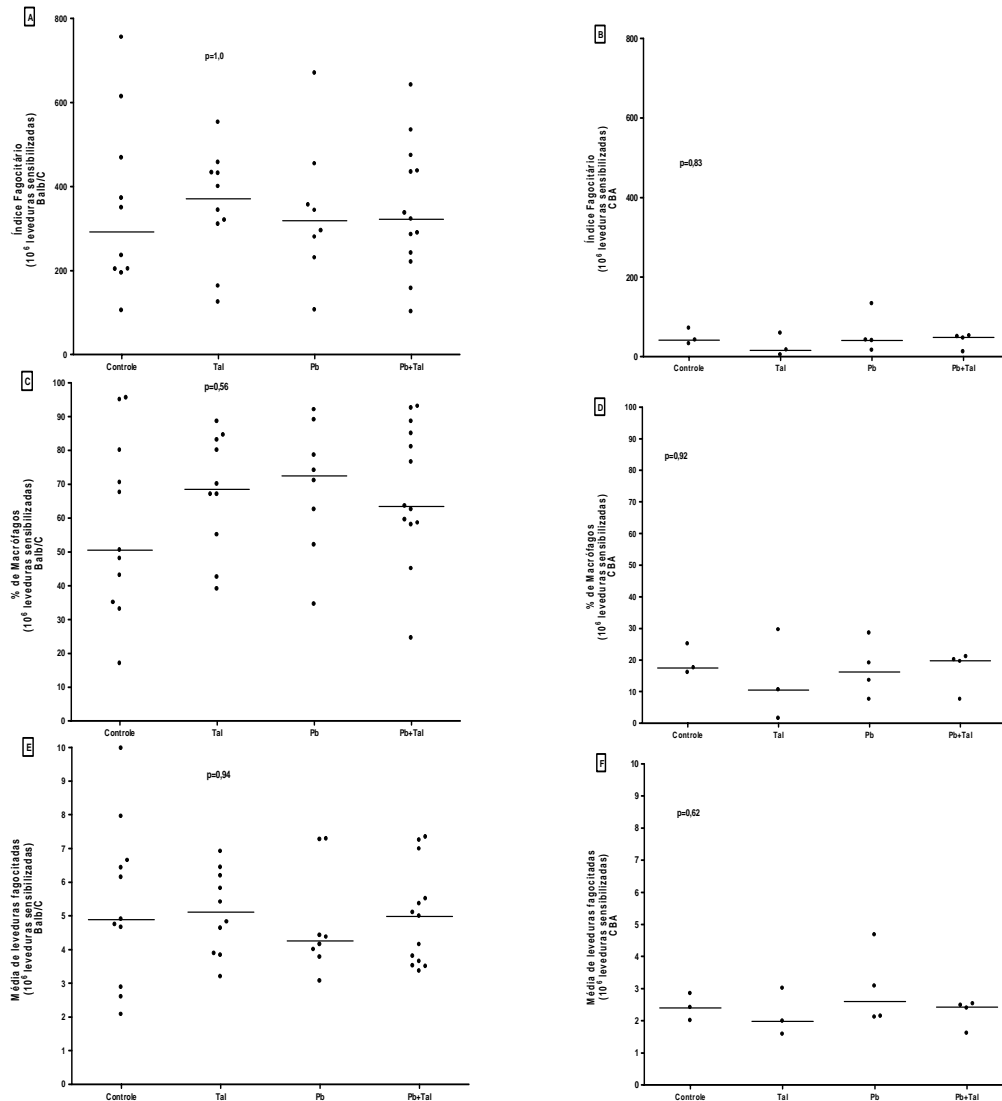 A
Índice Fagocitário
(10⁶ leveduras sensibilizadas)
Balb/C
800
600
400
200
0
p=1,0
Controle
Tal
Pb
Pb+Tal
B
Índice Fagocitário
(10⁶ leveduras sensibilizadas)
CBA
800
600
400
200
0
p=0,83
Controle
Tal
Pb
Pb+Tal
C
% de Macrófagos
(10⁶ leveduras sensibilizadas)
Balb/C
100
90
80
70
60
50
40
30
20
10
0
p=0,56
Controle
Tal
Pb
Pb+Tal
D
% de Macrófagos
(10⁶ leveduras sensibilizadas)
CBA
100
90
80
70
60
50
40
30
20
10
0
p=0,92
Controle
Tal
Pb
Pb+Tal
E
Média de leveduras fagocitadas
(10⁶ leveduras sensibilizadas)
Balb/C
10
9
8
7
6
5
4
3
2
1
0
p=0,94
Controle
Tal
Pb
Pb+Tal
F
Média de leveduras fagocitadas
(10⁶ leveduras sensibilizadas)
CBA
10
9
8
7
6
5
4
3
2
1
0
p=0,62
Controle
Tal
Pb
Pb+Tal